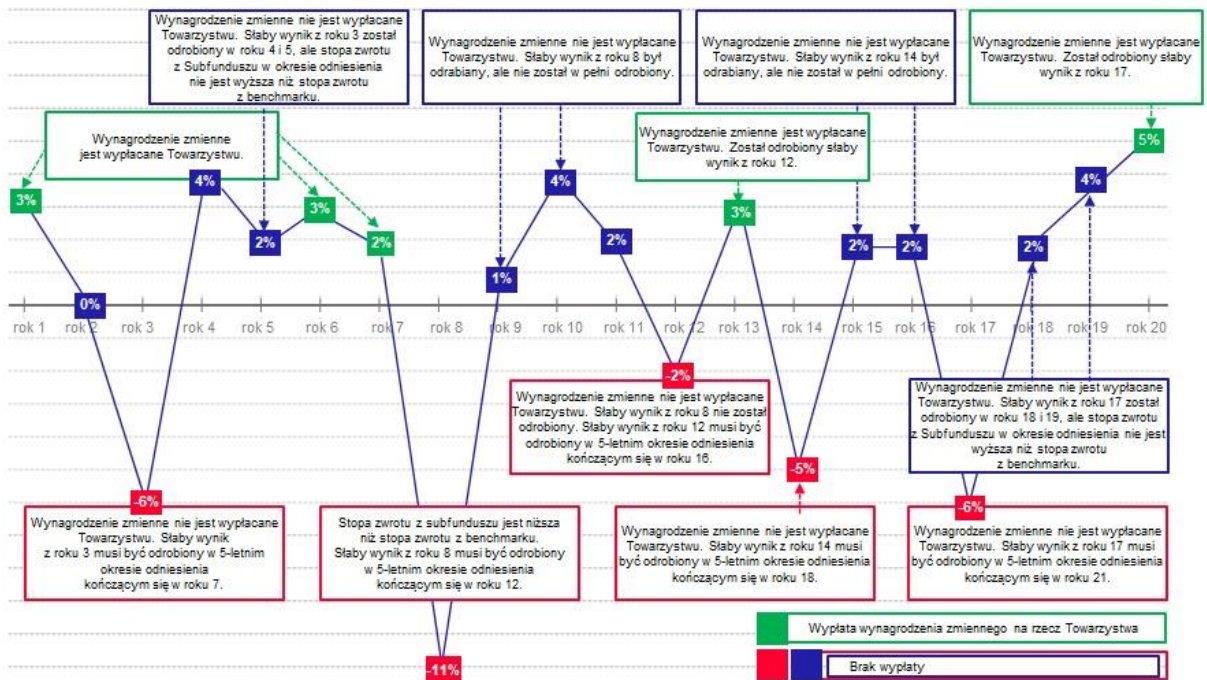 Wynagrodzenie zmienne nie jest wypłacane
Towarzystwu. Słaby wynik z roku 3 został
odrobiony w roku 4 i 5, ale stopa zwrotu
z Subfunduszu w okresie odniesienia
nie jest wyższa niż stopa zwrotu
z benchmarku.
Wynagrodzenie zmienne nie jest wypłacane
Towarzystwu. Słaby wynik z roku 8 był
odrabiany, ale nie został w pełni odrobiony.
Wynagrodzenie zmienne nie jest wypłacane
Towarzystwu. Słaby wynik z roku 14 był
odrabiany, ale nie został w pełni odrobiony.
Wynagrodzenie zmienne jest wypłacane
Towarzystwu. Został odrobiony słaby
wynik z roku 17.
Wynagrodzenie zmienne
jest wypłacane Towarzystwu.
Wynagrodzenie zmienne jest wypłacane
Towarzystwu. Został odrobiony słaby
wynik z roku 12.
3%
0%
-6%
4%
2%
3%
2%
-11%
1%
4%
2%
-2%
3%
-5%
2%
2%
-6%
2%
4%
5%
rok 1 rok 2 rok 3 rok 4 rok 5 rok 6 rok 7 rok 8 rok 9 rok 10 rok 11 rok 12 rok 13 rok 14 rok 15 rok 16 rok 17 rok 18 rok 19 rok 20
Wynagrodzenie zmienne nie jest wypłacane
Towarzystwu. Słaby wynik z roku 8 nie został
odrobiony. Słaby wynik z roku 12 musi być
odrobiony w 5-letnim okresie odniesienia
kończącym się w roku 16.
Wynagrodzenie zmienne nie jest wypłacane
Towarzystwu. Słaby wynik z roku 17 został
odrobiony w roku 18 i 19, ale stopa zwrotu
z Subfunduszu w okresie odniesienia nie jest
wyższa niż stopa zwrotu
z benchmarku.
Wynagrodzenie zmienne nie jest wypłacane
Towarzystwu. Słaby wynik
z roku 3 musi być odrobiony w 5-letnim
okresie odniesienia
kończącym się w roku 7.
Stopa zwrotu z subfunduszu jest niższa
niż stopa zwrotu z benchmarku.
Słaby wynik z roku 8 musi być odrobiony
w 5-letnim okresie odniesienia
kończącym się w roku 12.
Wynagrodzenie zmienne nie jest wypłacane
Towarzystwu. Słaby wynik z roku 14 musi
być odrobiony w 5-letnim okresie odniesienia
kończącym się w roku 18.
Wynagrodzenie zmienne nie jest wypłacane
Towarzystwu. Słaby wynik z roku 17 musi
być odrobiony w 5-letnim okresie odniesienia
kończącym się w roku 21.
Wypłata wynagrodzenia zmiennego na rzecz Towarzystwa
Brak wypłaty